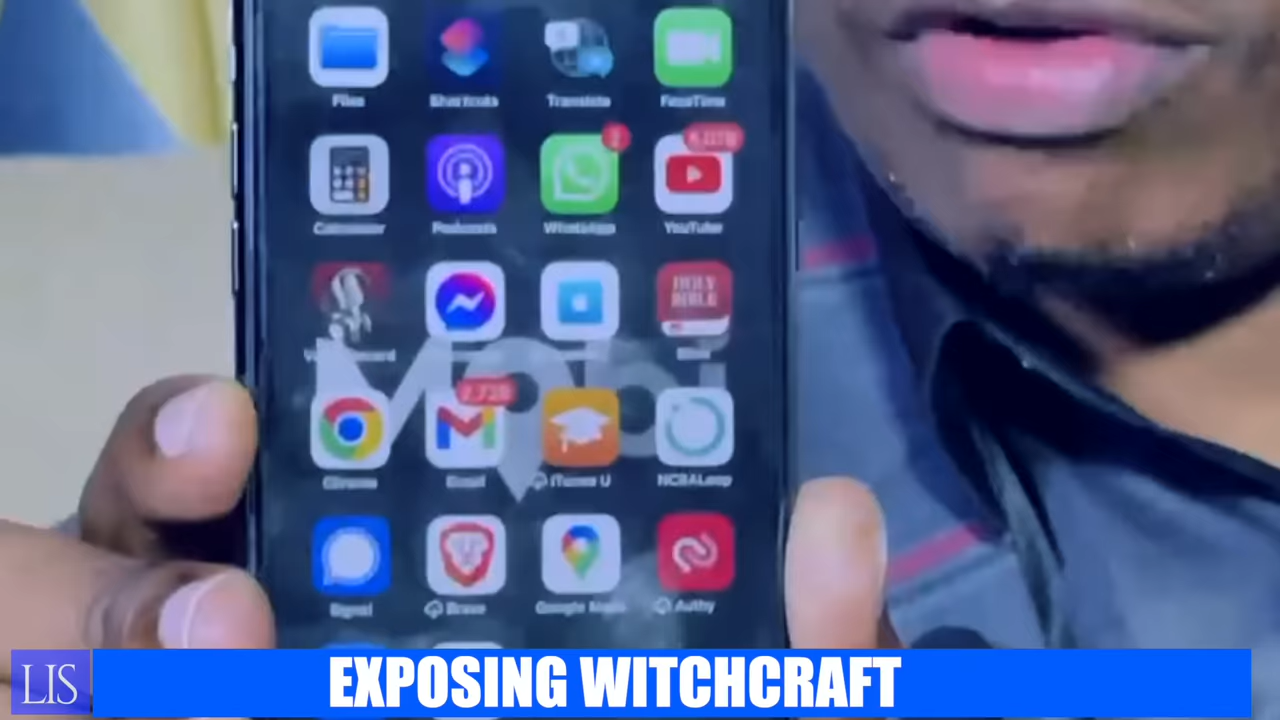 Files Shortcuts Translate FaceTime
Podcasts WhatsApp YouTube
HOLY
BIBLE
Chrome Gmail iTunes U NCBALoop
Signal Brave Google Maps Authy
LIS
EXPOSING WITCHCRAFT